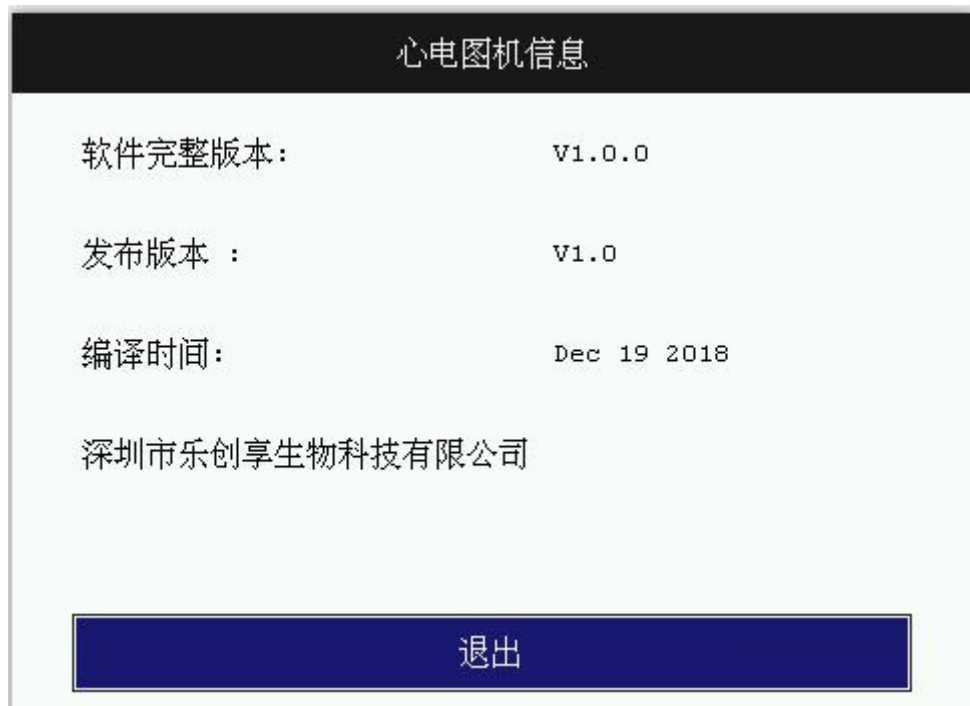 心电图机信息
软件完整版本： V1.0.0
发布版本 ： V1.0
编译时间： Dec 19 2018
深圳市乐创享生物科技有限公司
退出